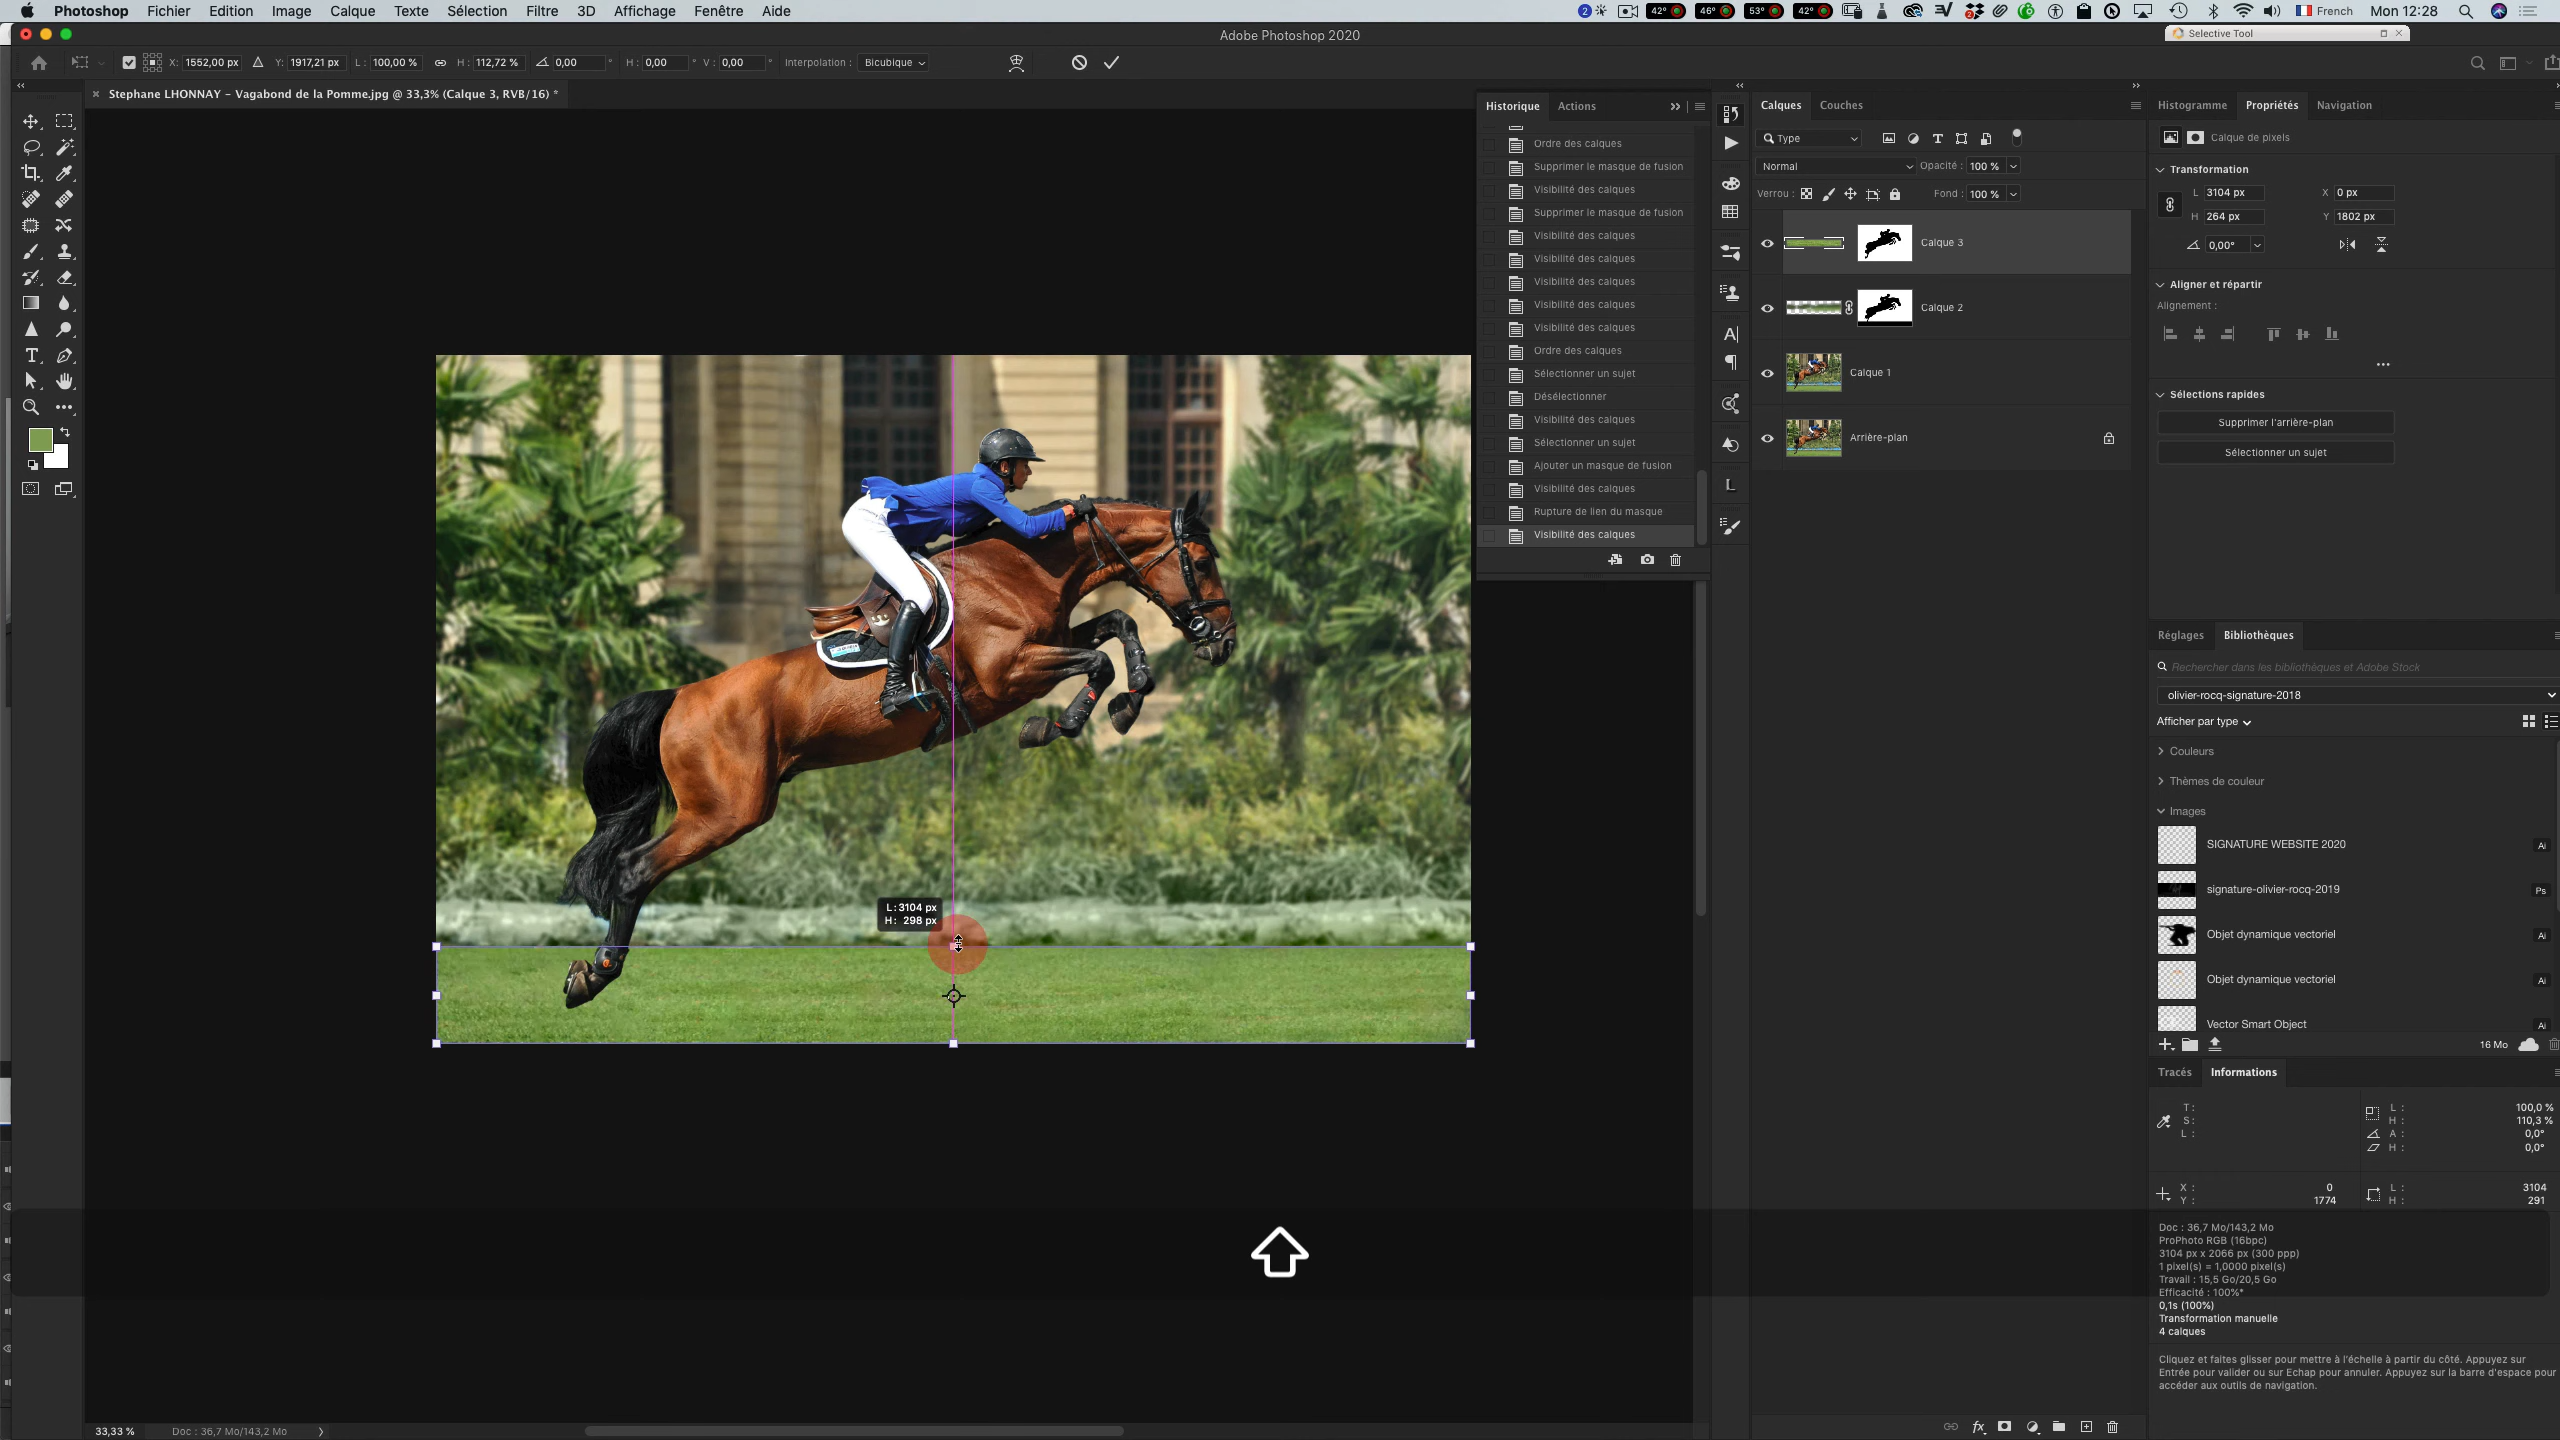 Photoshop Fichier Edition Image Calque Texte Sélection Filtre 3D Affichage Fenêtre Aide
2 42° 46° 53° 42° French Mon 12:28
Adobe Photoshop 2020
Selective Tool
X: 1552,00 px Y: 1917,21 px L: 100,00 % H: 112,72 % 0,00 ° H: 0,00 ° V: 0,00 ° Interpolation : Bicubique
Stephane LHONNAY - Vagabond de la Pomme.jpg @ 33,3% (Calque 3, RVB/16) *
Historique Actions
Ordre des calques
Supprimer le masque de fusion
Visibilité des calques
Supprimer le masque de fusion
Visibilité des calques
Visibilité des calques
Visibilité des calques
Visibilité des calques
Visibilité des calques
Ordre des calques
Sélectionner un sujet
Désélectionner
Visibilité des calques
Sélectionner un sujet
Ajouter un masque de fusion
Visibilité des calques
Rupture de lien du masque
Visibilité des calques
Calques Couches
Type
Normal Opacité : 100 %
Verrou : Fond : 100 %
Calque 3
Calque 2
Calque 1
Arrière-plan
Histogramme Propriétés Navigation
Calque de pixels
Transformation
L 3104 px X 0 px
H 264 px Y 1802 px
0,00°
Aligner et répartir
Alignement :
Sélections rapides
Supprimer l'arrière-plan
Sélectionner un sujet
Réglages Bibliothèques
Rechercher dans les bibliothèques et Adobe Stock
olivier-rocq-signature-2018
Afficher par type
Couleurs
Thèmes de couleur
Images
SIGNATURE WEBSITE 2020 Ai
signature-olivier-rocq-2019 Ps
Objet dynamique vectoriel Ai
Objet dynamique vectoriel Ai
Vector Smart Object Ai
16 Mo
Tracés Informations
T : L : 100,0 %
S : H : 110,3 %
L : A : 0,0°
H : 0,0°
X : 0 L : 3104
Y : 1774 H : 291
Doc : 36,7 Mo/143,2 Mo
ProPhoto RGB (16bpc)
3104 px x 2066 px (300 ppp)
1 pixel(s) = 1,0000 pixel(s)
Travail : 15,5 Go/20,5 Go
Efficacité : 100%*
0,1s (100%)
Transformation manuelle
4 calques
Cliquez et faites glisser pour mettre à l'échelle à partir du côté. Appuyez sur
Entrée pour valider ou sur Echap pour annuler. Appuyez sur la barre d'espace pour
accéder aux outils de navigation.
L : 3104 px
H : 298 px
33,33 % Doc : 36,7 Mo/143,2 Mo